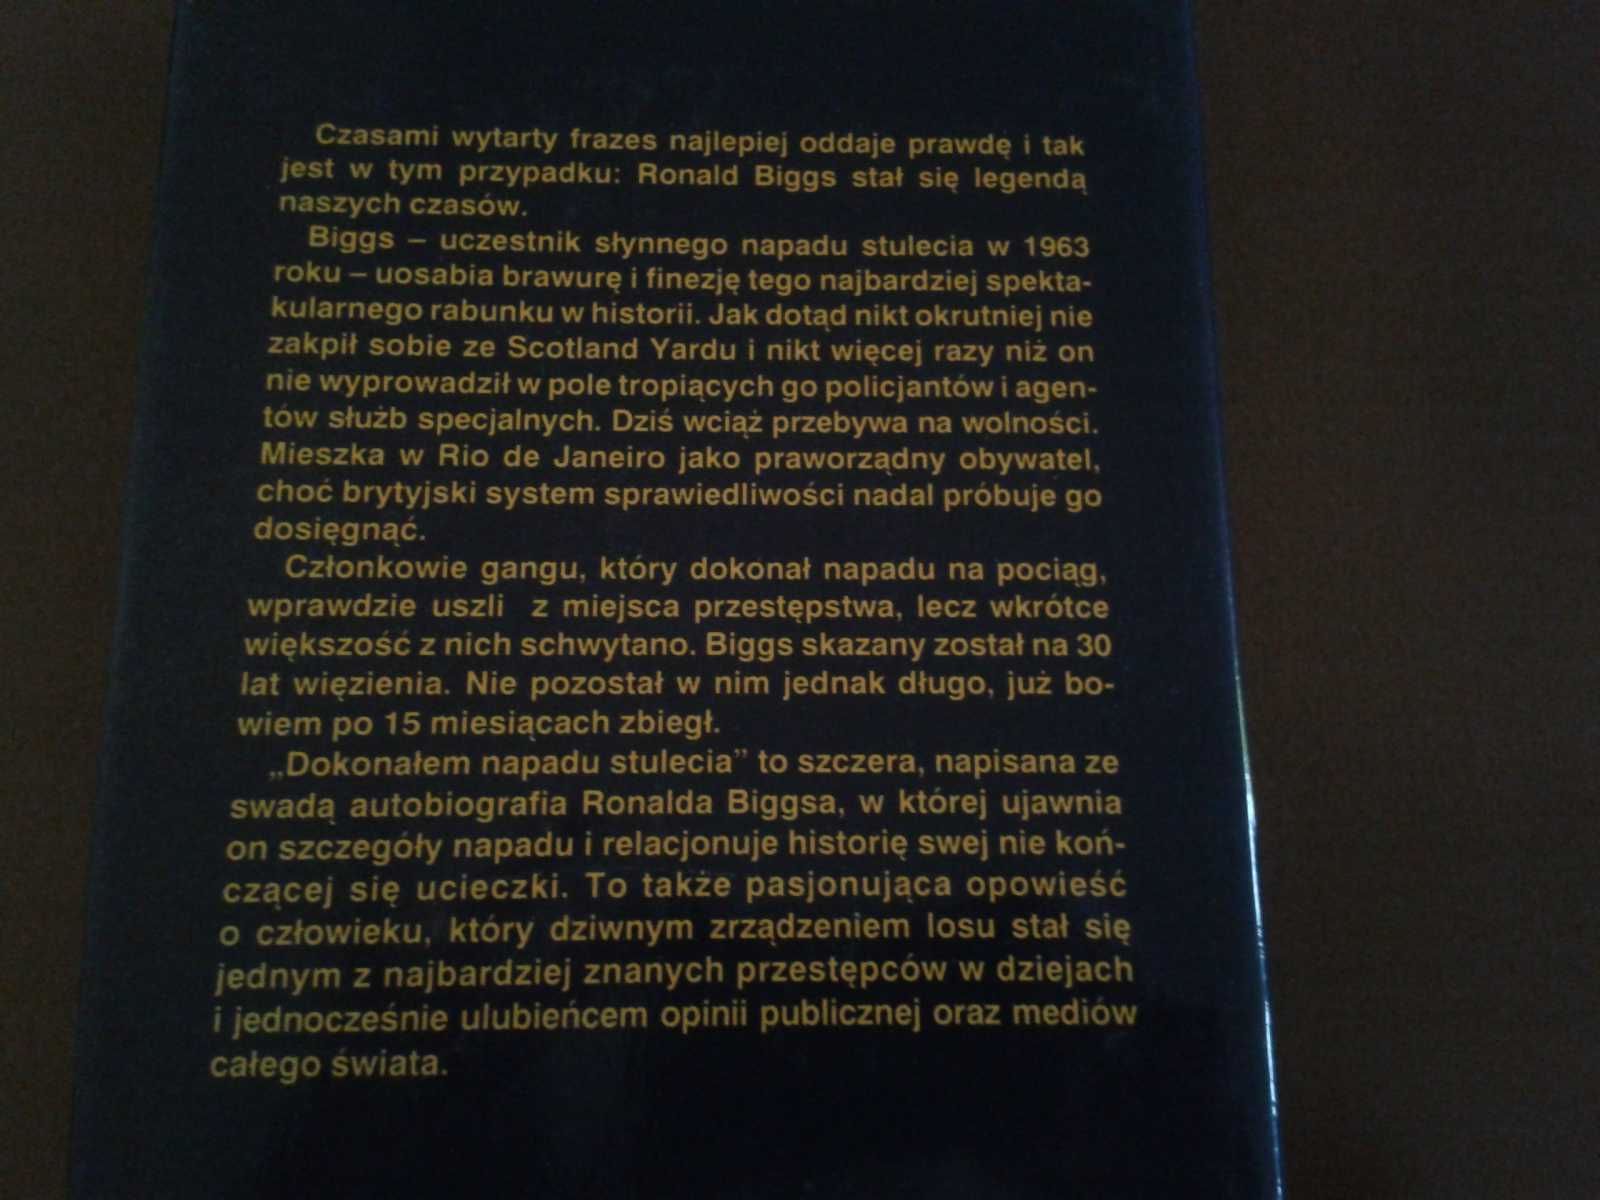 Czasami wytarty frazes najlepiej oddaje prawdę i tak
jest w tym przypadku: Ronald Biggs stał się legendą
naszych czasów.
Biggs – uczestnik słynnego napadu stulecia w 1963
roku – uosabia brawurę i finezję tego najbardziej spekta-
kularnego rabunku w historii. Jak dotąd nikt okrutniej nie
zakpił sobie ze Scotland Yardu i nikt więcej razy niż on
nie wyprowadził w pole tropiących go policjantów i agen-
tów służb specjalnych. Dziś wciąż przebywa na wolności.
Mieszka w Rio de Janeiro jako praworządny obywatel,
choć brytyjski system sprawiedliwości nadal próbuje go
dosięgnąć.
Członkowie gangu, który dokonał napadu na pociąg,
wprawdzie uszli z miejsca przestępstwa, lecz wkrótce
większość z nich schwytano. Biggs skazany został na 30
lat więzienia. Nie pozostał w nim jednak długo, już bo-
wiem po 15 miesiącach zbiegł.
„Dokonałem napadu stulecia” to szczera, napisana ze
swadą autobiografia Ronalda Biggsa, w której ujawnia
on szczegóły napadu i relacjonuje historię swej nie koń-
czącej się ucieczki. To także pasjonująca opowieść
o człowieku, który dziwnym zrządzeniem losu stał się
jednym z najbardziej znanych przestępców w dziejach
i jednocześnie ulubieńcem opinii publicznej oraz mediów
całego świata.